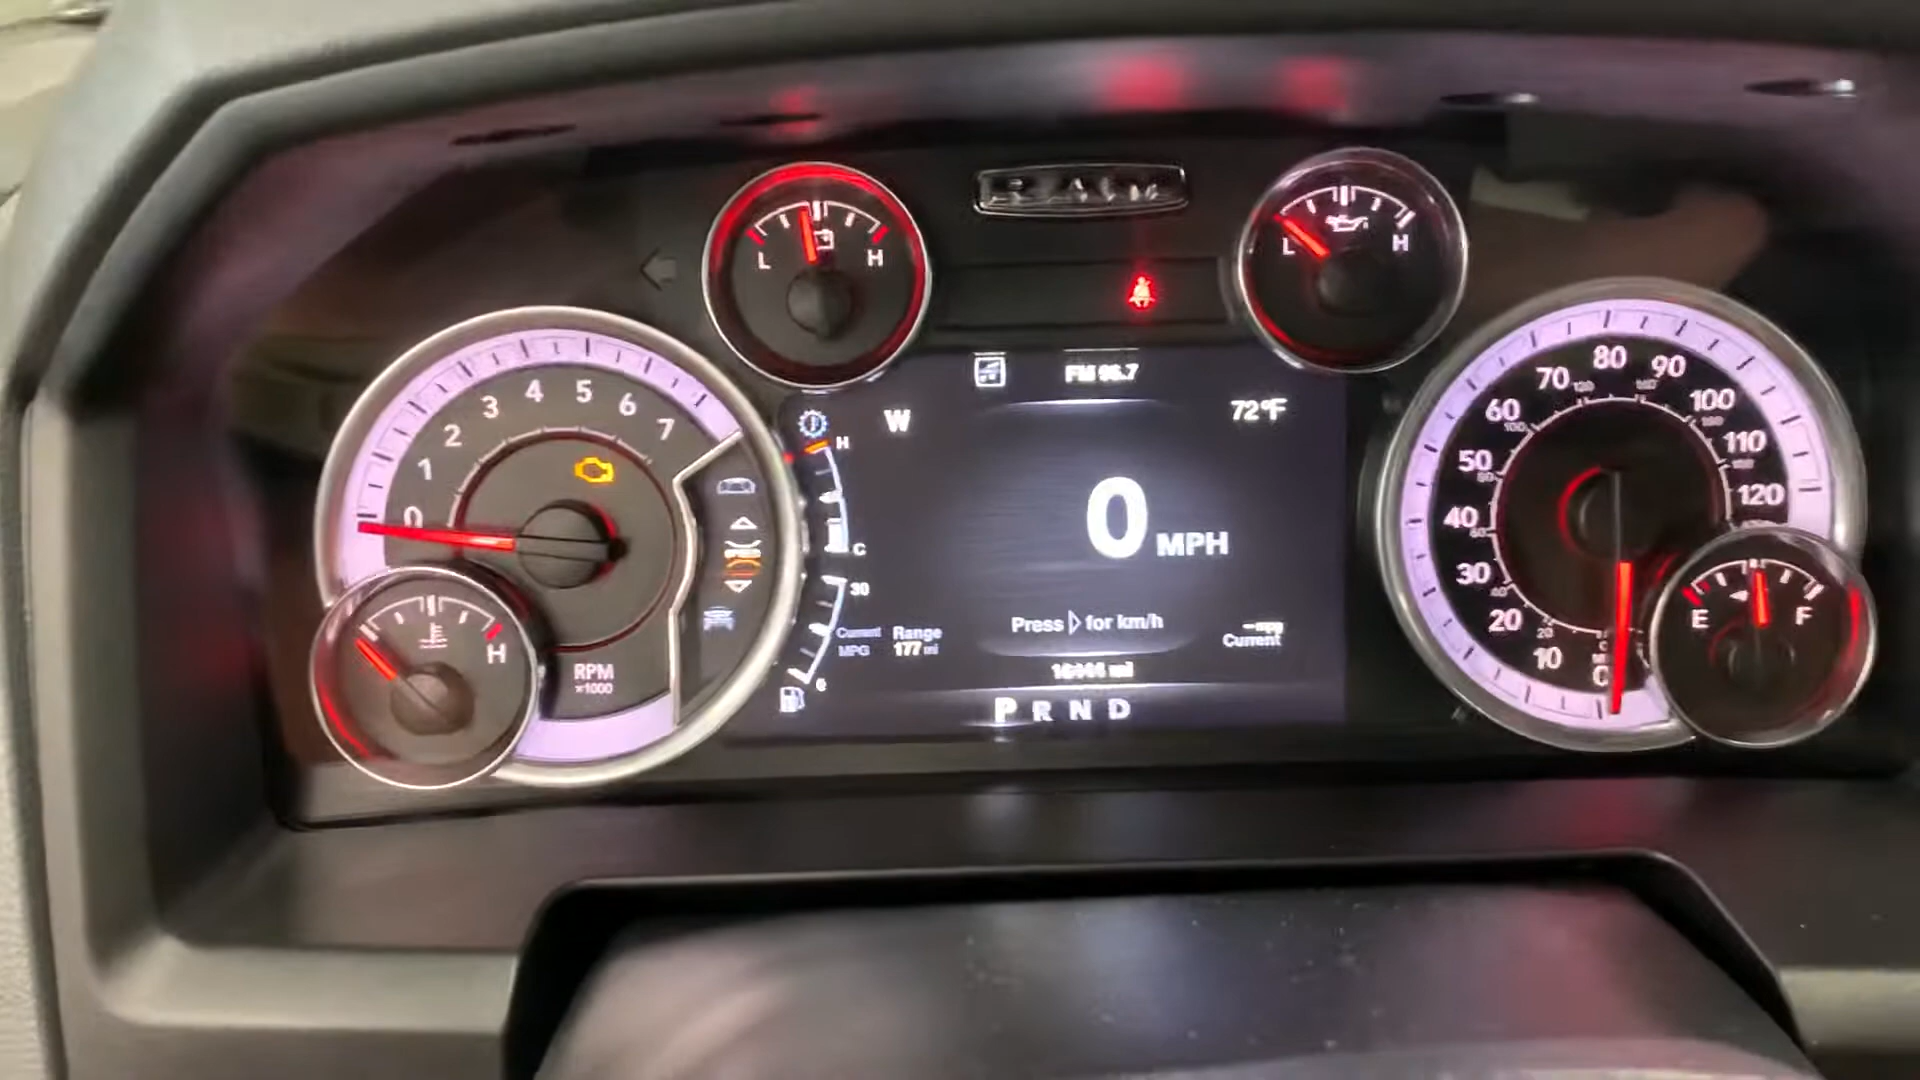 RAM
L H
L H
FM 96.7
W
72°F
H
C
30
0
0 MPH
Press ▷ for km/h
Current MPG
Range 177 mi
--mpg
Current
P R N D
0 1 2 3 4 5 6 7
RPM
x1000
H
0 10 20 30 40 50 60 70 80 90 100 110 120
E F